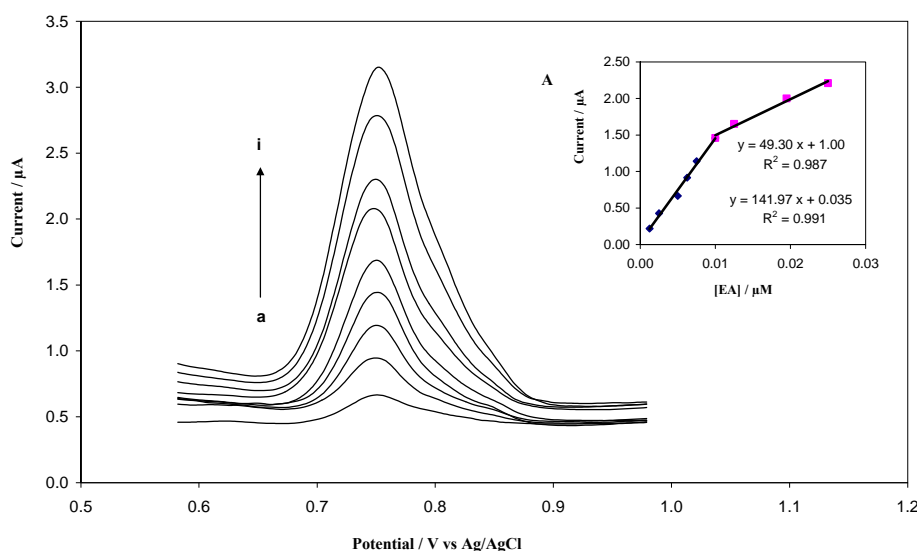 3.5
3.0
2.5
2.0
1.5
1.0
0.5
0.0
0.5 0.6 0.7 0.8 0.9 1.0 1.1 1.2
Current / µA
Potential / V vs Ag/AgCl
i
a
A
2.50
2.00
1.50
1.00
0.50
0.00
0.00 0.01 0.02 0.03
Current / µA
[EA] / µM
y = 49.30 x + 1.00
R² = 0.987
y = 141.97 x + 0.035
R² = 0.991